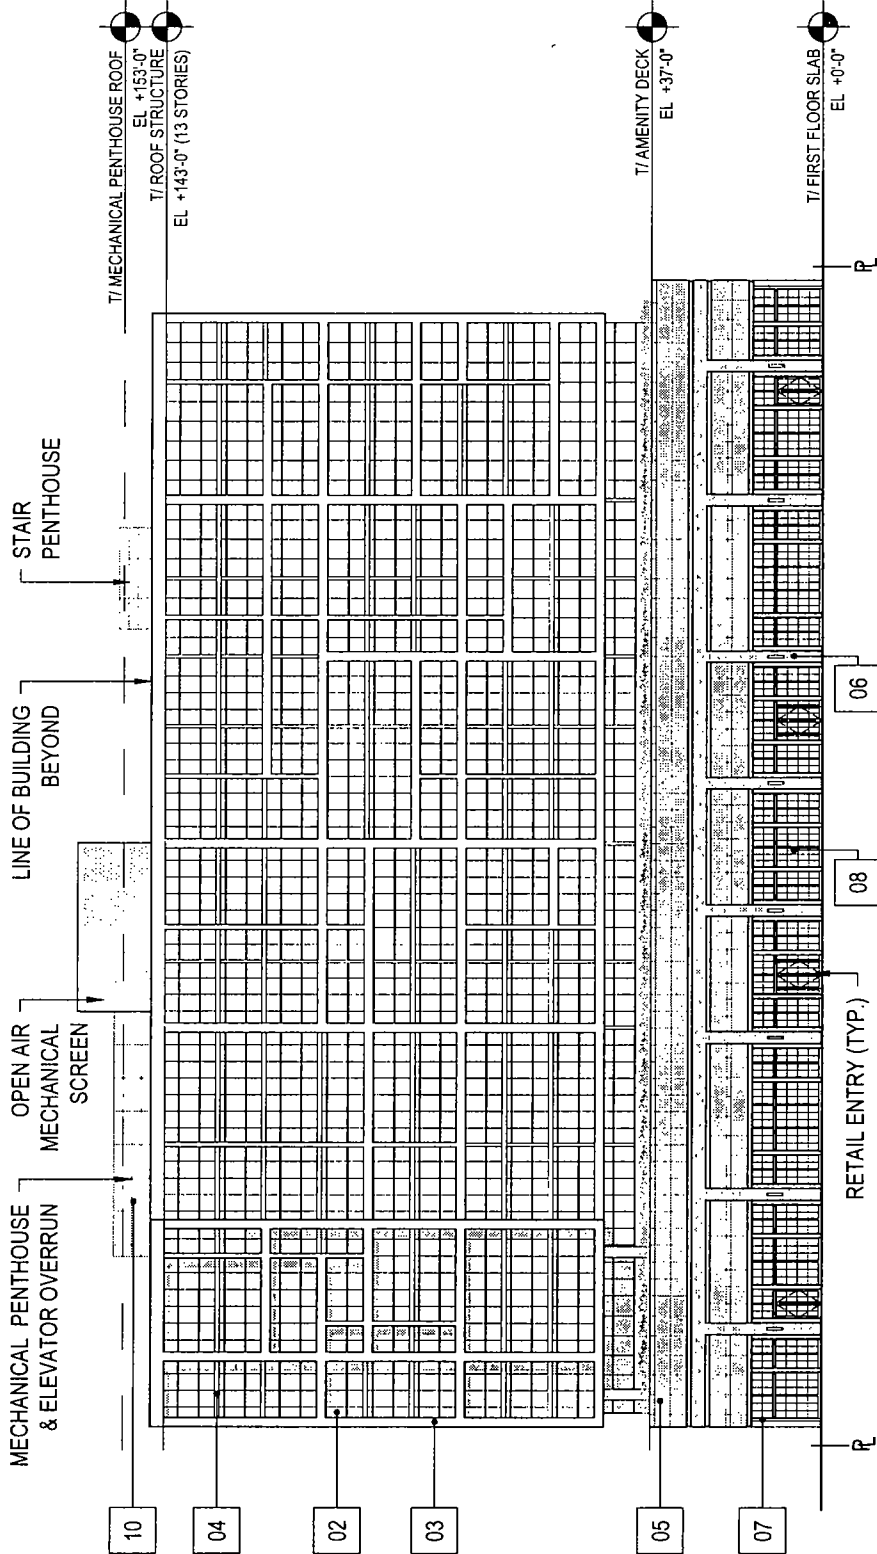 MECHANICAL PENTHOUSE
& ELEVATOR OVERRUN
OPEN AIR
MECHANICAL
SCREEN
LINE OF BUILDING
BEYOND
STAIR
PENTHOUSE
T/ MECHANICAL PENTHOUSE ROOF
EL +153'-0"
T/ ROOF STRUCTURE
EL +143'-0" (13 STORIES)
T/ AMENITY DECK
EL +37'-0"
T/ FIRST FLOOR SLAB
EL +0'-0"
10
04
02
03
05
07
PL
RETAIL ENTRY (TYP.)
08
06
PL